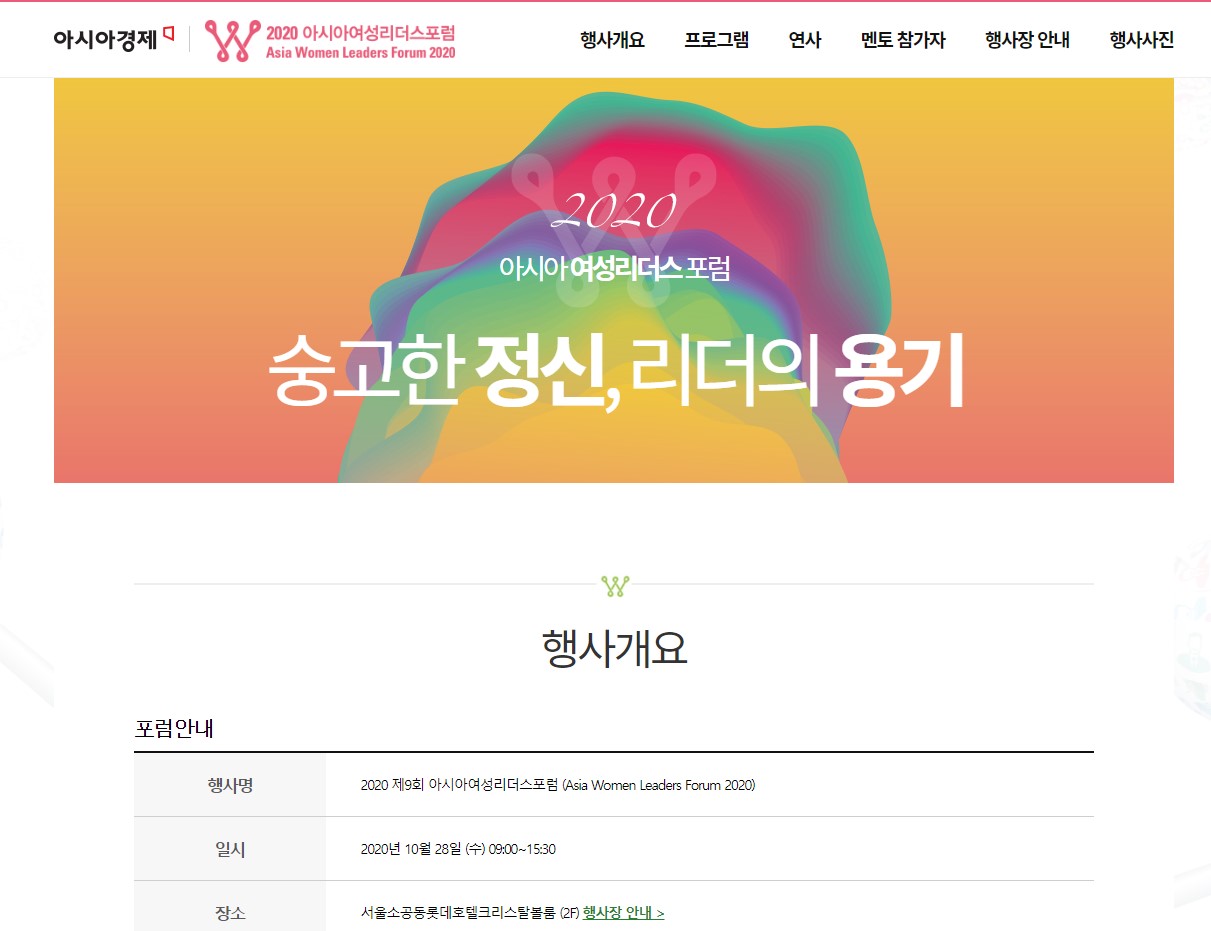 아시아경제
2020 아시아여성리더스포럼
Asia Women Leaders Forum 2020
행사개요 프로그램 연사 멘토 참가자 행사장 안내 행사사진
2020
아시아 여성리더스 포럼
숭고한 정신, 리더의 용기
행사개요
포럼안내
행사명 2020 제9회 아시아여성리더스포럼 (Asia Women Leaders Forum 2020)
일시 2020년 10월 28일 (수) 09:00~15:30
장소 서울소공동롯데호텔크리스탈볼룸 (2F) 행사장 안내 >